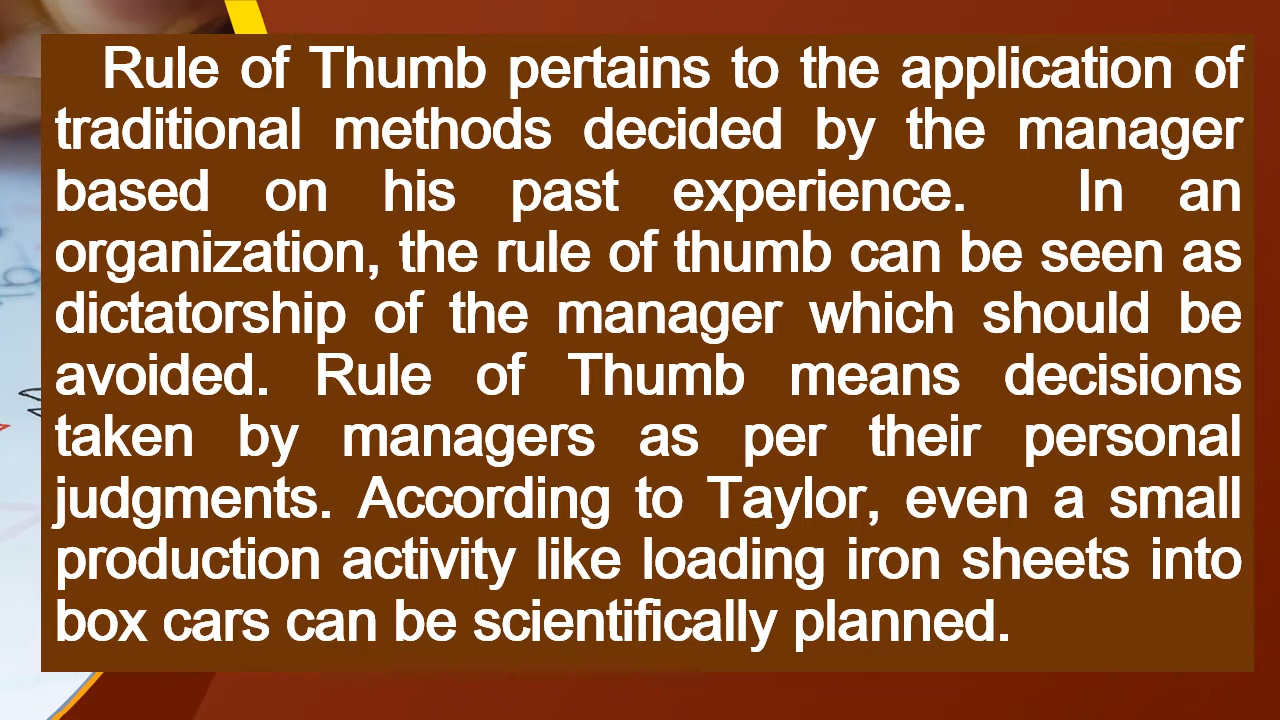 Rule of Thumb pertains to the application of
traditional methods decided by the manager
based on his past experience. In an
organization, the rule of thumb can be seen as
dictatorship of the manager which should be
avoided. Rule of Thumb means decisions
taken by managers as per their personal
judgments. According to Taylor, even a small
production activity like loading iron sheets into
box cars can be scientifically planned.